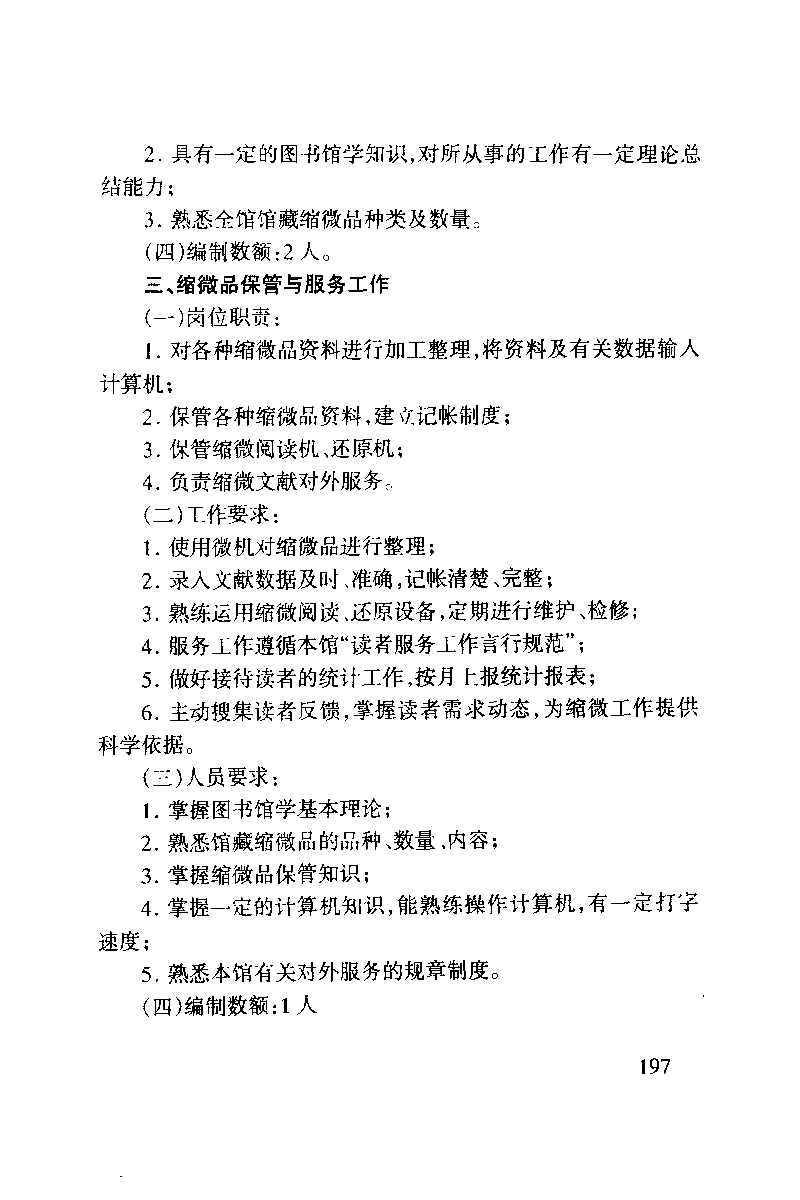 2. 具有一定的图书馆学知识,对所从事的工作有一定理论总
结能力;
3. 熟悉全馆馆藏缩微品种类及数量。
(四)编制数额:2 人。
三、缩微品保管与服务工作
(一)岗位职责:
1. 对各种缩微品资料进行加工整理,将资料及有关数据输入
计算机;
2. 保管各种缩微品资料,建立记帐制度;
3. 保管缩微阅读机、还原机;
4. 负责缩微文献对外服务。
(二)工作要求:
1. 使用微机对缩微品进行整理;
2. 录入文献数据及时、准确,记帐清楚、完整;
3. 熟练运用缩微阅读、还原设备,定期进行维护、检修;
4. 服务工作遵循本馆“读者服务工作言行规范”;
5. 做好接待读者的统计工作,按月上报统计报表;
6. 主动搜集读者反馈,掌握读者需求动态,为缩微工作提供
科学依据。
(三)人员要求:
1. 掌握图书馆学基本理论;
2. 熟悉馆藏缩微品的品种、数量、内容;
3. 掌握缩微品保管知识;
4. 掌握一定的计算机知识,能熟练操作计算机,有一定打字
速度;
5. 熟悉本馆有关对外服务的规章制度。
(四)编制数额:1 人
197